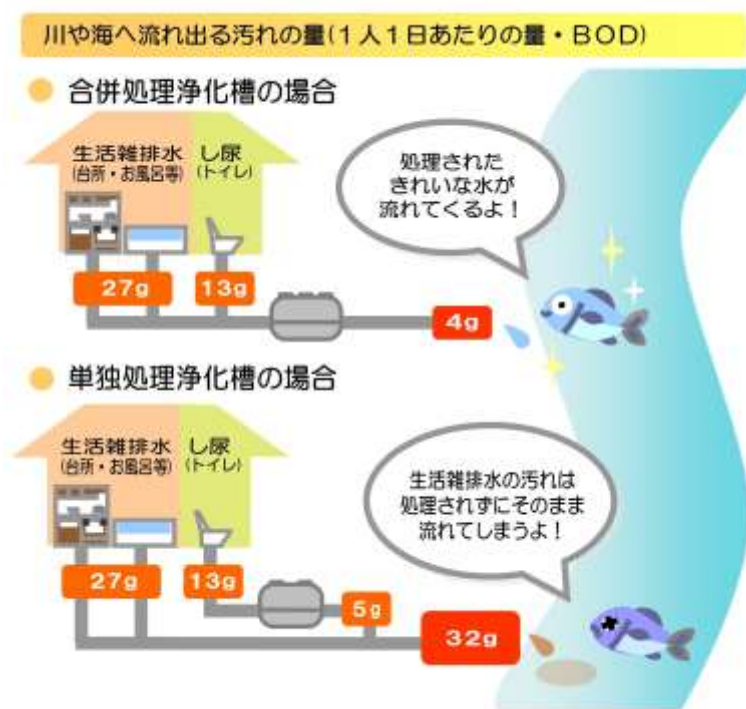 川や海へ流れ出る汚れの量(1人1日あたりの量・BOD)
合併処理浄化槽の場合
生活雑排水 し尿
(台所・お風呂等) (トイレ)
処理された
きれいな水が
流れてくるよ!
27g 13g
4g
単独処理浄化槽の場合
生活雑排水 し尿
(台所・お風呂等) (トイレ)
生活雑排水の汚れは
処理されずにそのまま
流れてしまうよ!
27g 13g
5g
32g